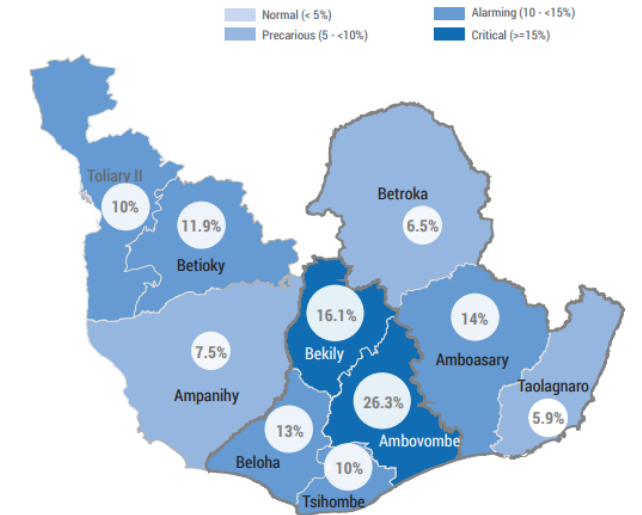 Normal (< 5%)
Alarming (10 - <15%)
Precarious (5 - <10%)
Critical (>=15%)
Toliary II
10%
11.9%
Betioky
Betroka
6.5%
16.1%
Bekily
14%
Amboasary
7.5%
Ampanihy
Taolagnaro
5.9%
26.3%
Ambovombe
13%
Beloha
10%
Tsihombe